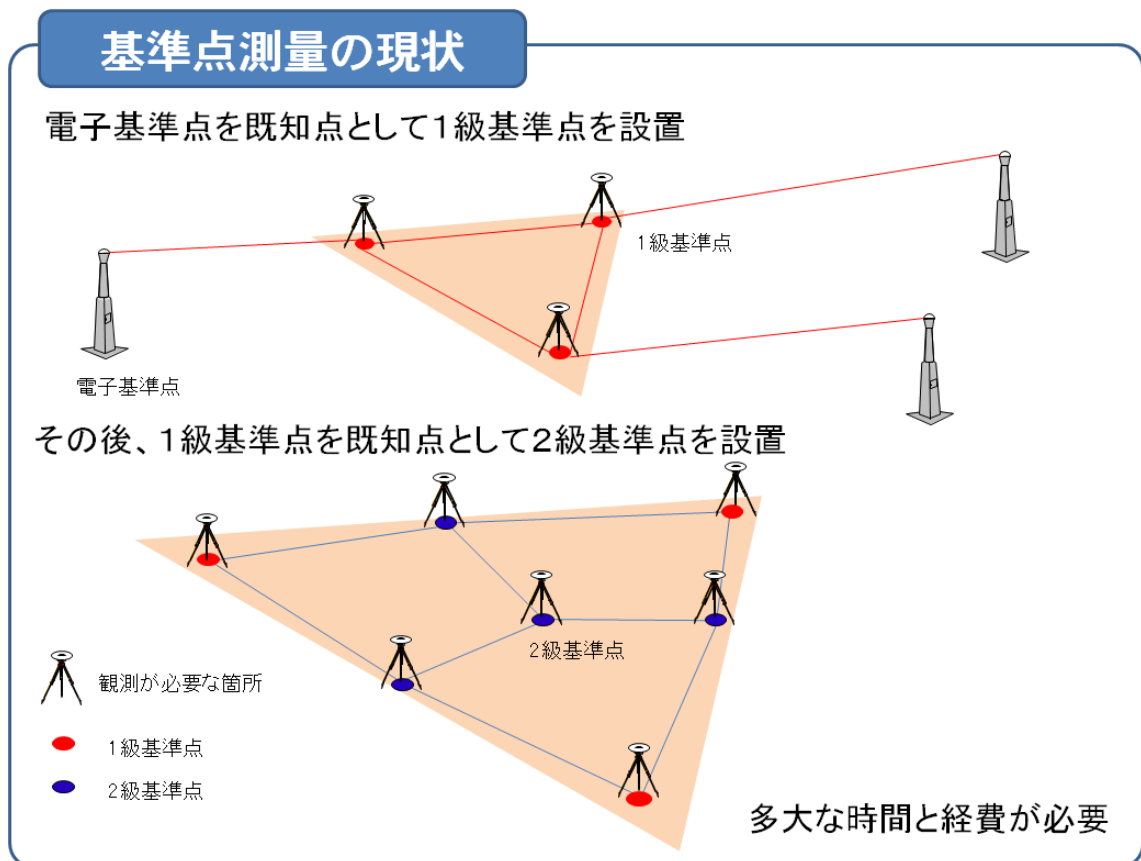 基準点測量の現状
電子基準点を既知点として1級基準点を設置
1級基準点
電子基準点
その後、1級基準点を既知点として2級基準点を設置
2級基準点
観測が必要な箇所
1級基準点
2級基準点
多大な時間と経費が必要